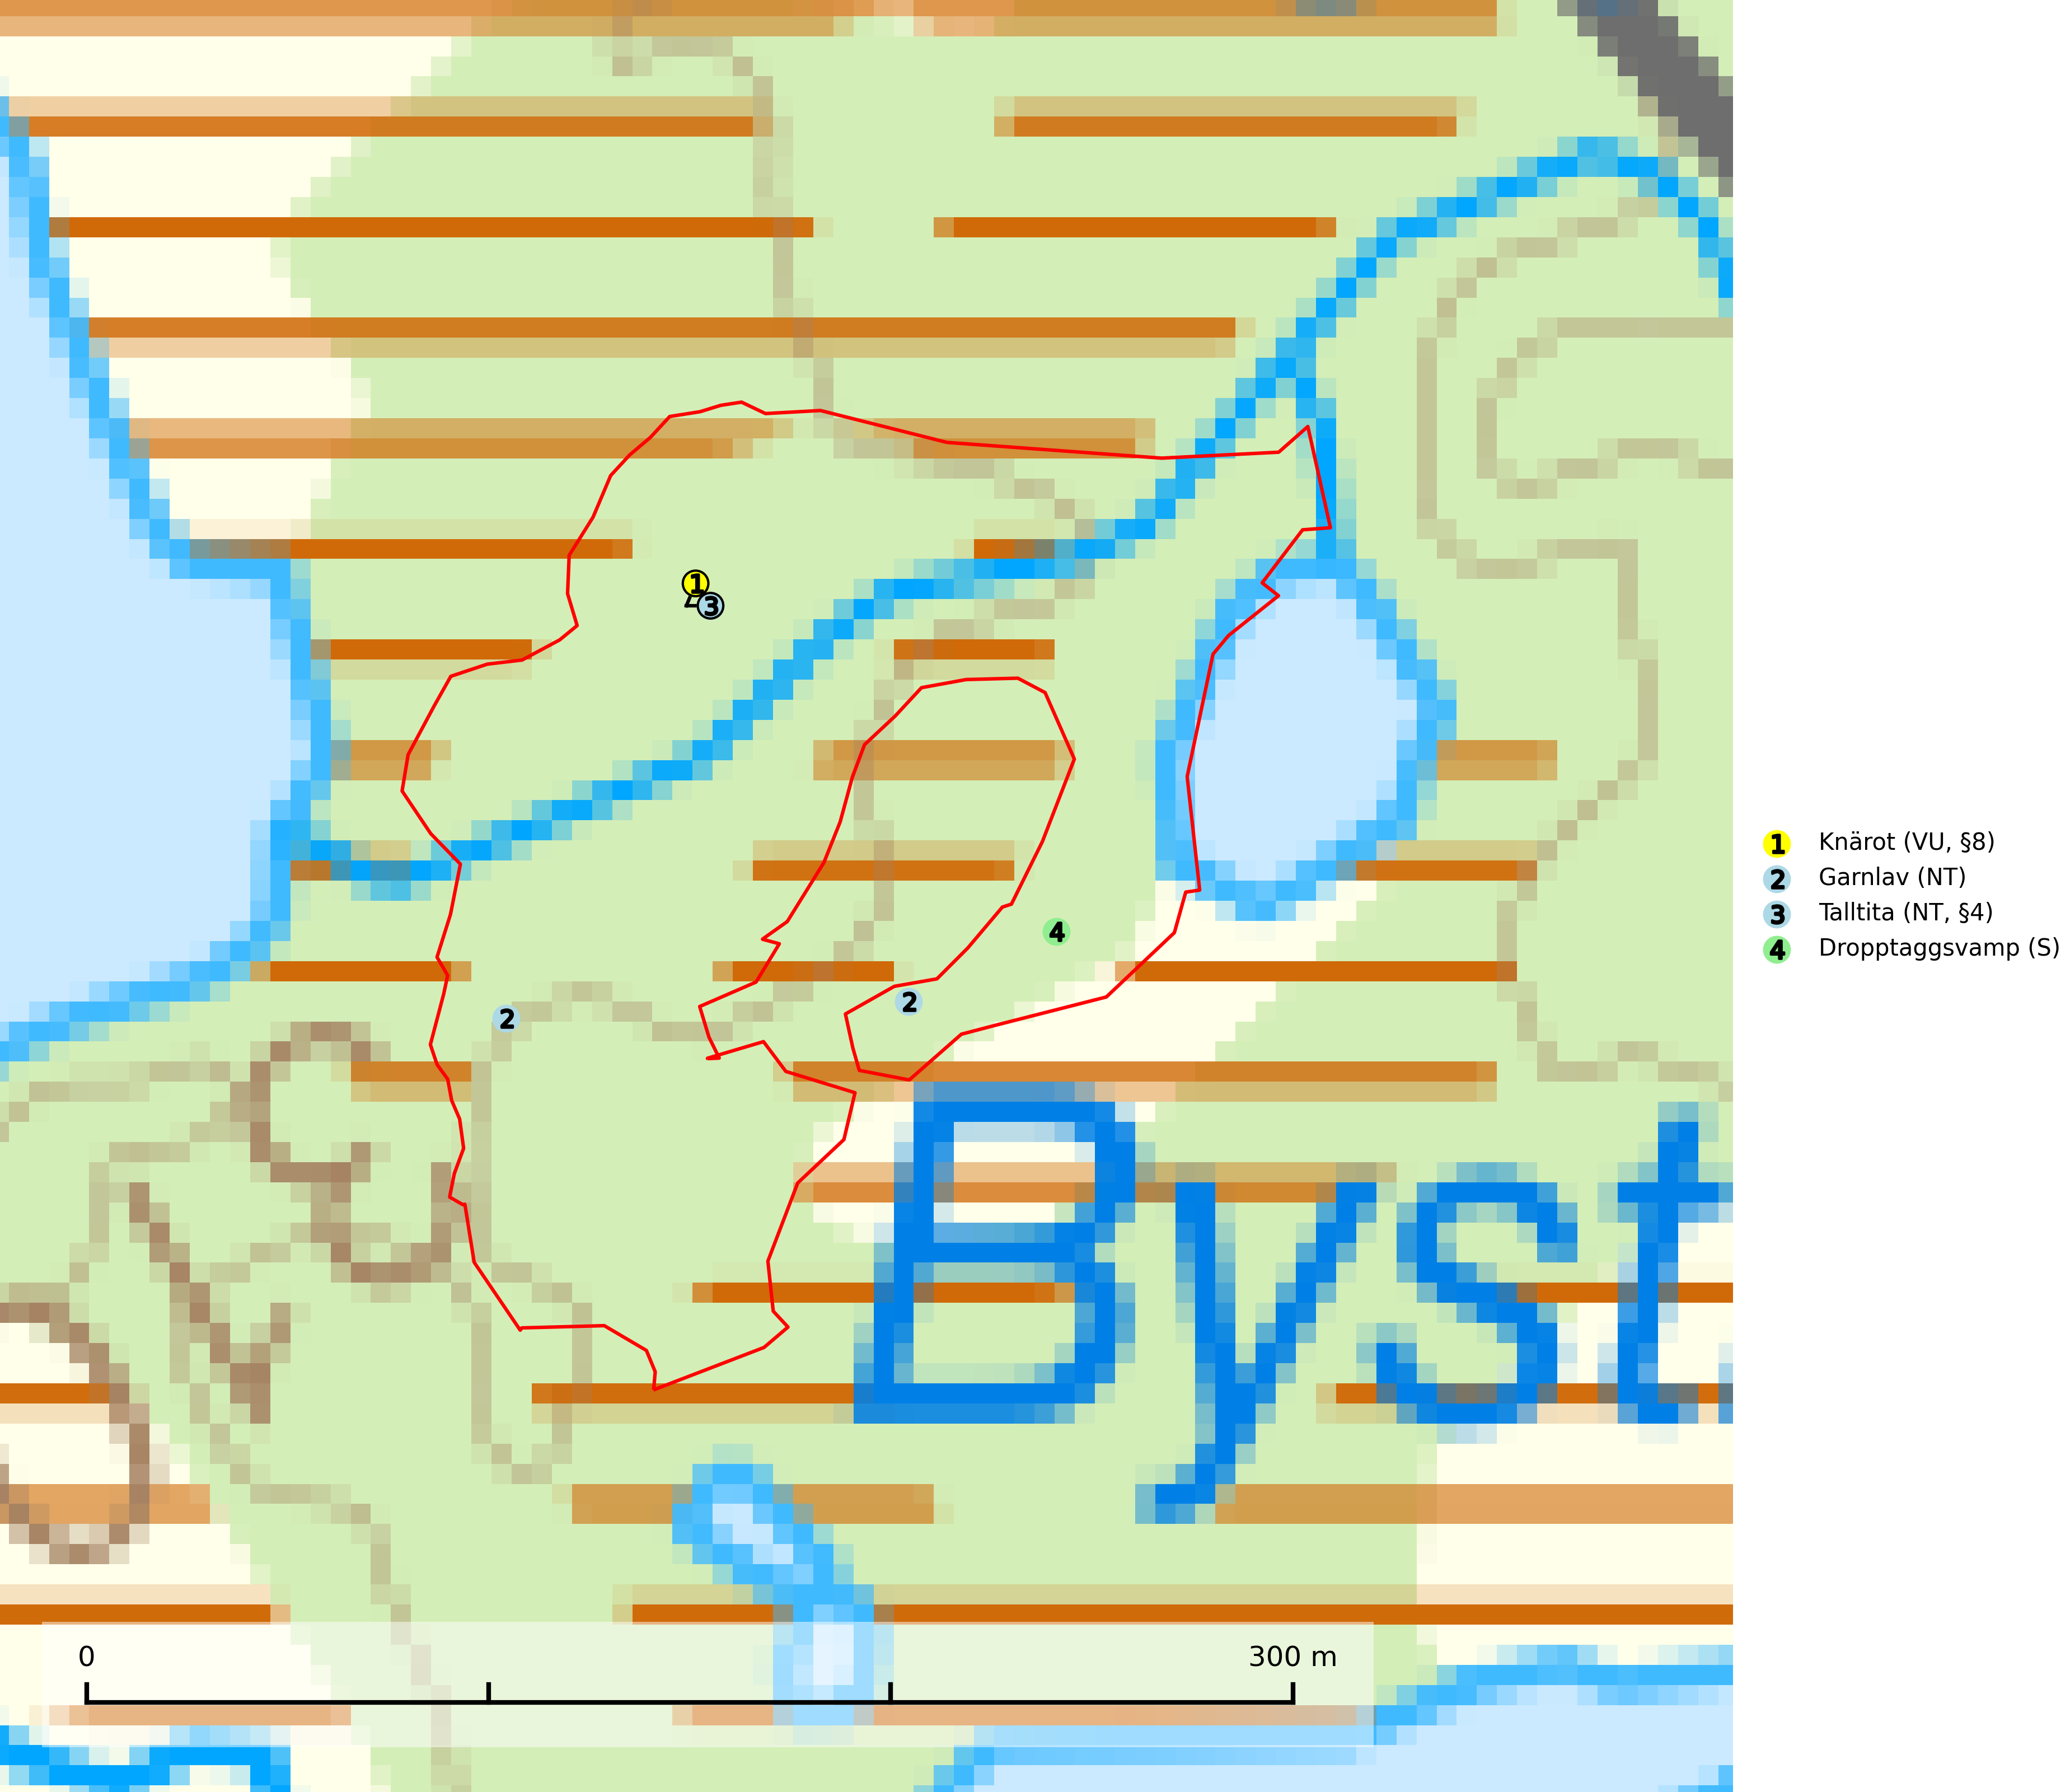 1
3
2
2
4
Byst
0
300 m
1 Knärot (VU, §8)
2 Garnlav (NT)
3 Talltita (NT, §4)
4 Dropptaggsvamp (S)